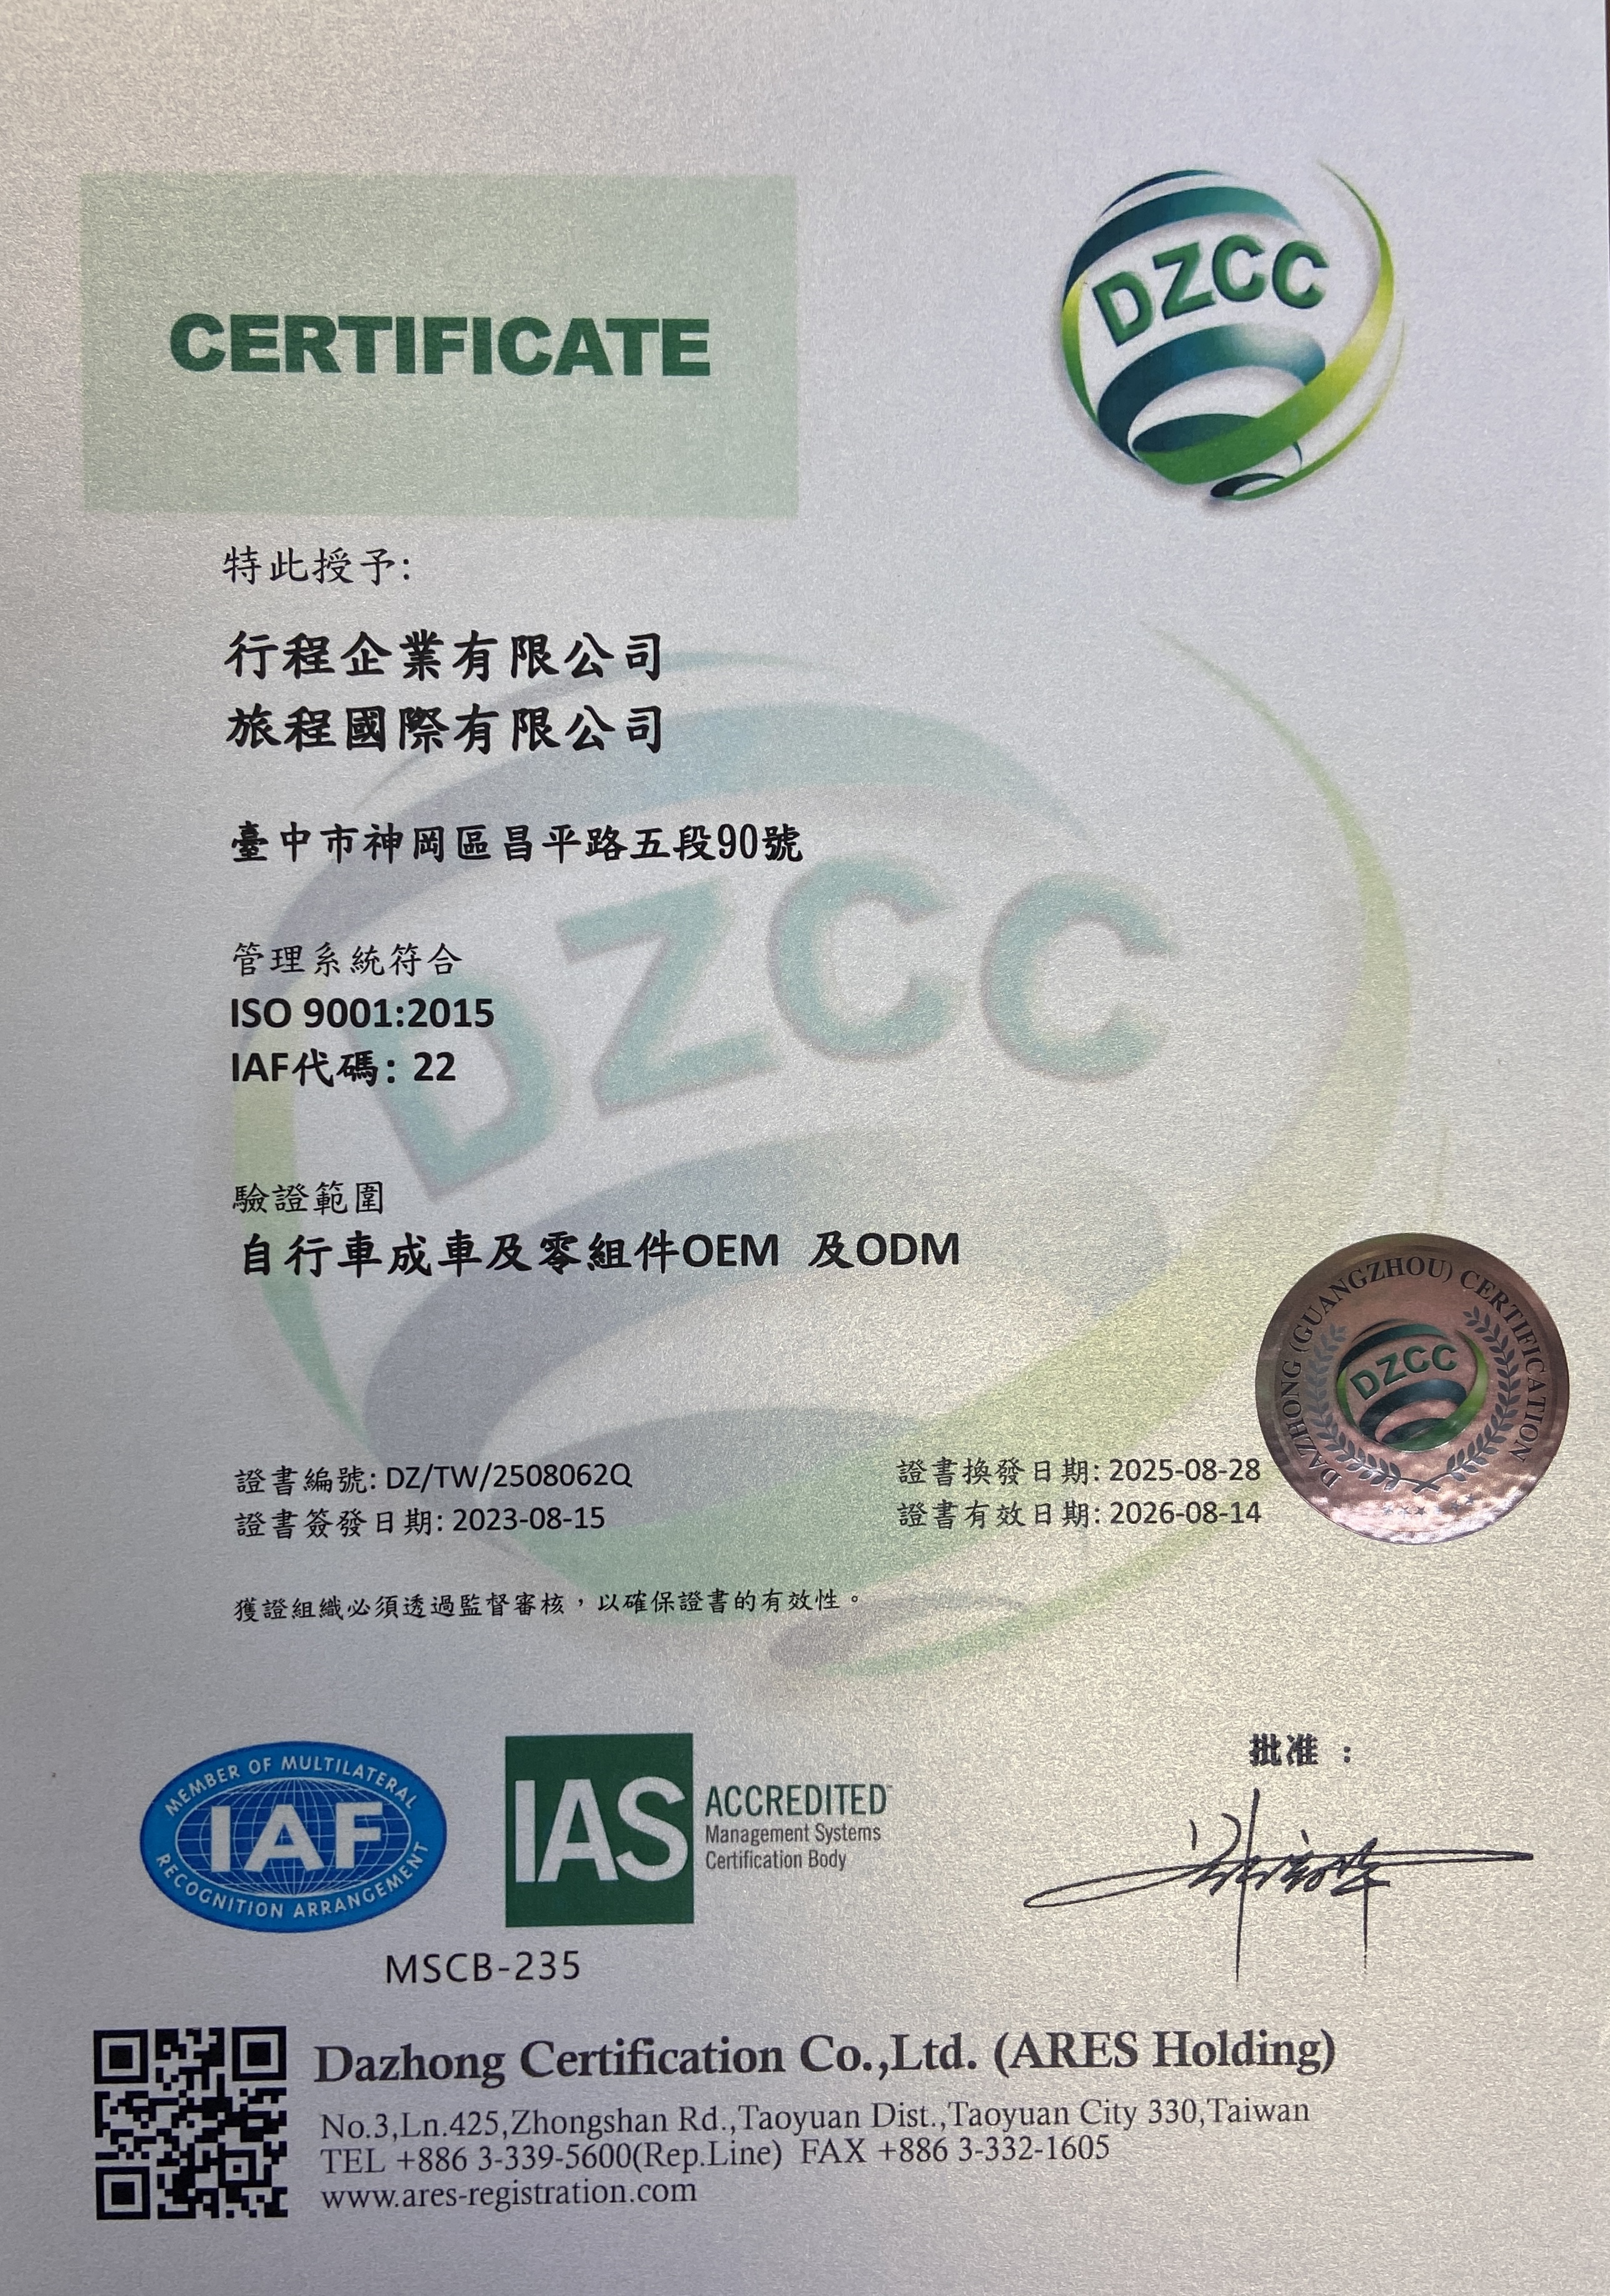 CERTIFICATE
DZCC
特此授予:
行程企業有限公司
旅程國際有限公司
臺中市神岡區昌平路五段90號
DZCC
管理系統符合
ISO 9001:2015
IAF代碼: 22
驗證範圍
自行車成車及零組件OEM 及ODM
DAZHONG (GUANGZHOU) CERTIFICATION
DZCC
證書編號: DZ/TW/2508062Q
證書換發日期: 2025-08-28
證書簽發日期: 2023-08-15
證書有效日期: 2026-08-14
獲證組織必須透過監督審核，以確保證書的有效性。
批准 :
MEMBER OF MULTILATERAL
IAF
RECOGNITION ARRANGEMENT
IAS
ACCREDITED™
Management Systems
Certification Body
MSCB-235
Dazhong Certification Co.,Ltd. (ARES Holding)
No.3,Ln.425,Zhongshan Rd.,Taoyuan Dist.,Taoyuan City 330,Taiwan
TEL +886 3-339-5600(Rep.Line) FAX +886 3-332-1605
www.ares-registration.com